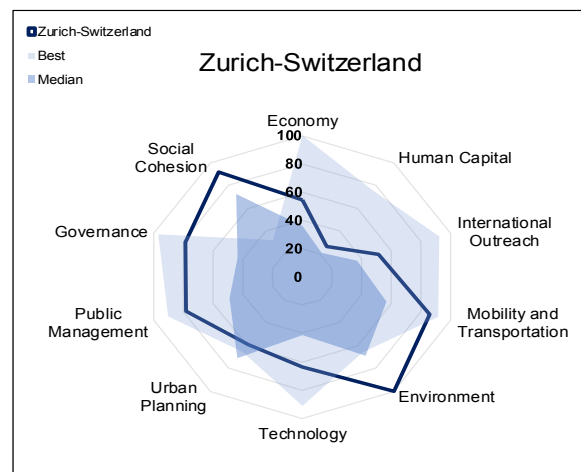 Zurich-Switzerland
Best
Median
Zurich-Switzerland
Economy
Human Capital
International
Outreach
Mobility and
Transportation
Environment
Technology
Urban
Planning
Public
Management
Governance
Social
Cohesion
100
80
60
40
20
0